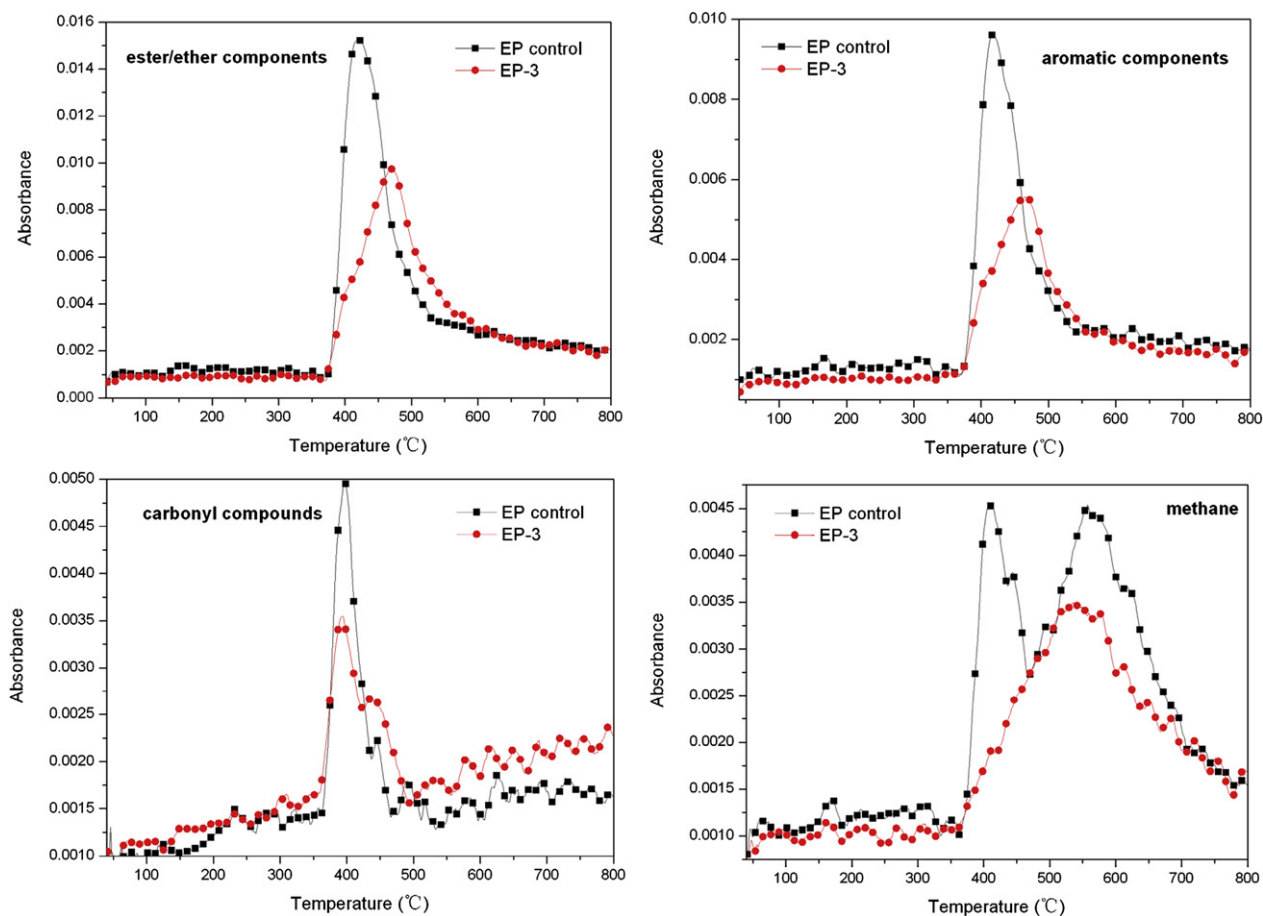 ester/ether components
EP control
EP-3
0.016
0.014
0.012
0.010
0.008
0.006
0.004
0.002
0.000
Absorbance
100 200 300 400 500 600 700 800
Temperature (℃)
aromatic components
EP control
EP-3
0.010
0.008
0.006
0.004
0.002
Absorbance
100 200 300 400 500 600 700 800
Temperature (℃)
carbonyl compounds
EP control
EP-3
0.0050
0.0045
0.0040
0.0035
0.0030
0.0025
0.0020
0.0015
0.0010
Absorbance
100 200 300 400 500 600 700 800
Temperature (℃)
methane
EP control
EP-3
0.0045
0.0040
0.0035
0.0030
0.0025
0.0020
0.0015
0.0010
Absorbance
100 200 300 400 500 600 700 800
Temperature (℃)